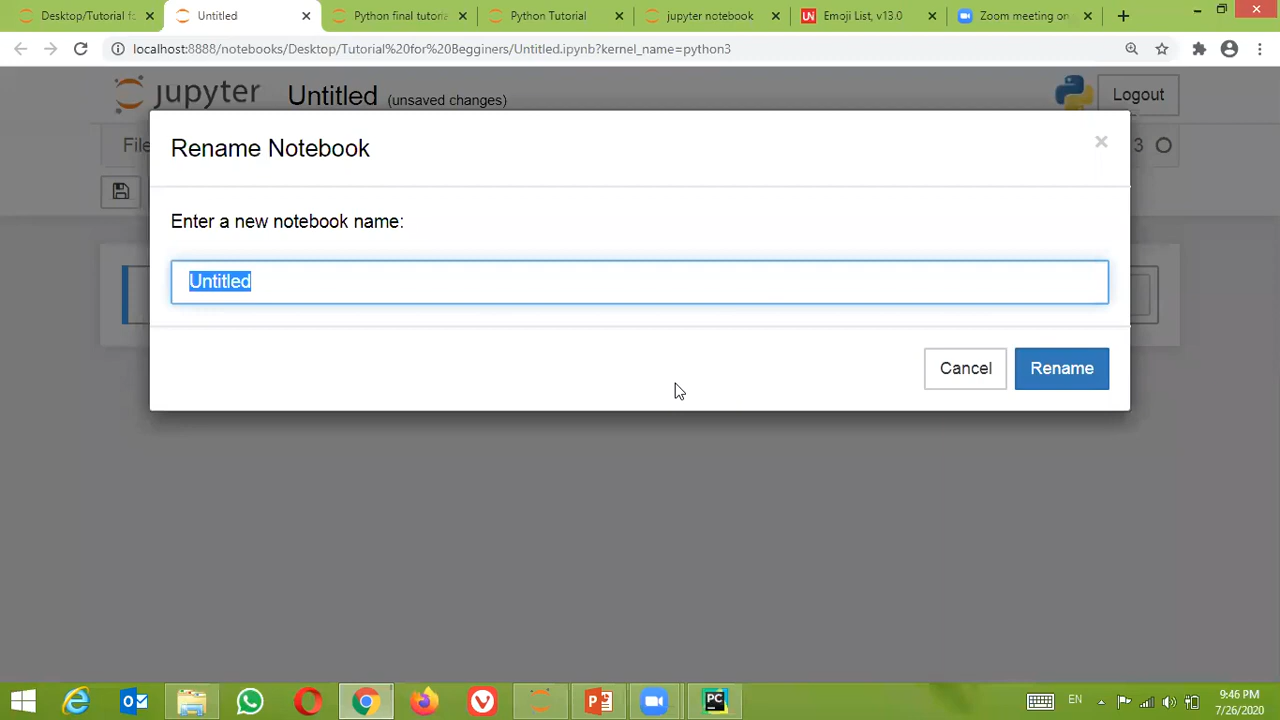 Desktop/Tutorial fo
Untitled
Python final tutoria
Python Tutorial
jupyter notebook
Emoji List, v13.0
Zoom meeting on
localhost:8888/notebooks/Desktop/Tutorial%20for%20Begginers/Untitled.ipynb?kernel_name=python3
jupyter Untitled (unsaved changes)
Logout
Rename Notebook
File
3
Enter a new notebook name:
Untitled
Cancel
Rename
EN
9:46 PM
7/26/2020